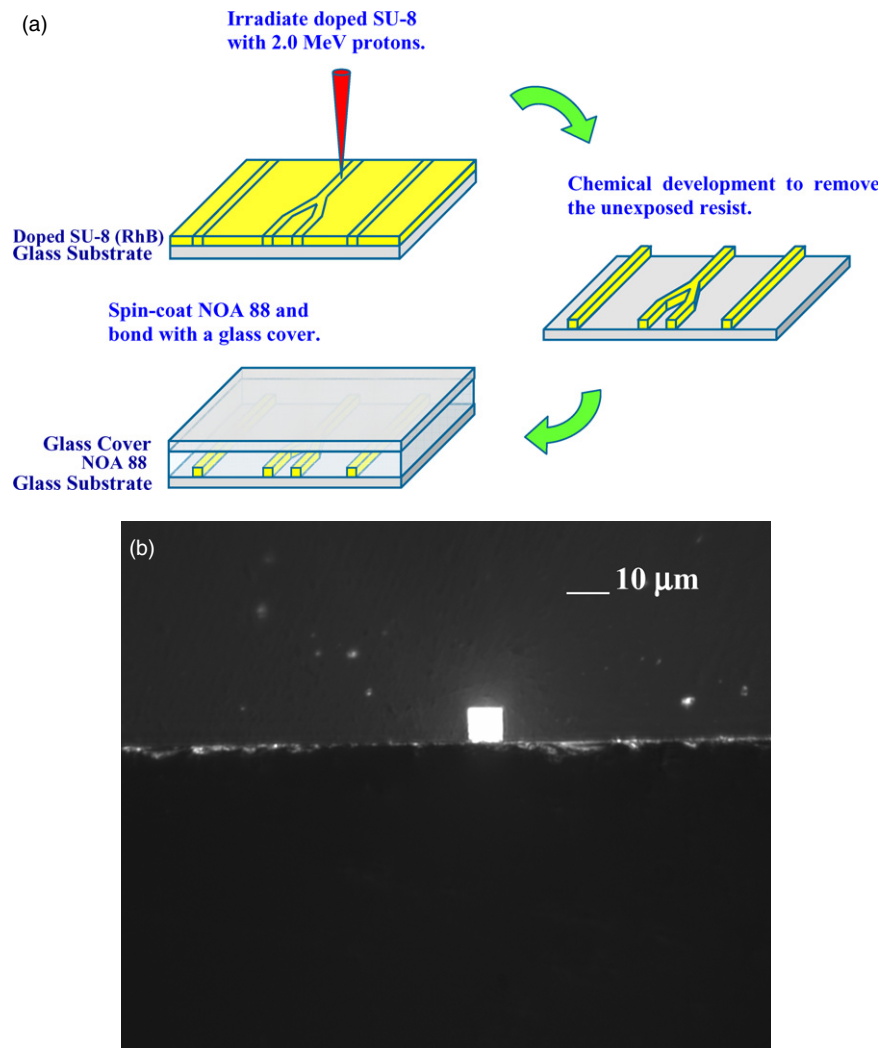 (a)
Irradiate doped SU-8
with 2.0 MeV protons.
Chemical development to remove
the unexposed resist.
Doped SU-8 (RhB)
Glass Substrate
Spin-coat NOA 88 and
bond with a glass cover.
Glass Cover
NOA 88
Glass Substrate
(b)
10 μm